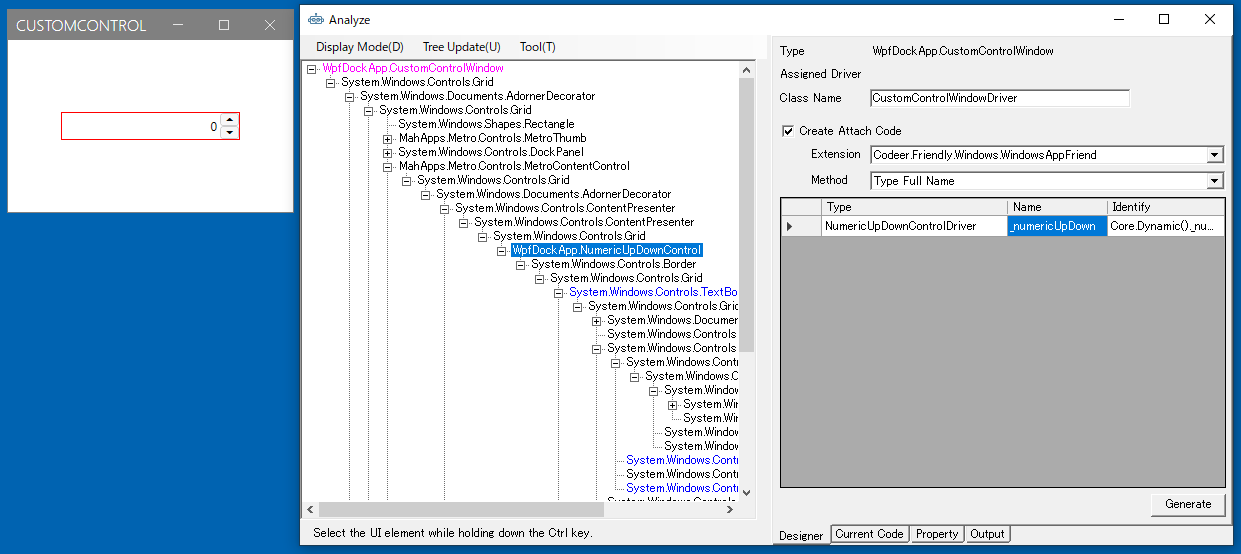 CUSTOMCONTROL
0
Analyze
Display Mode(D) Tree Update(U) Tool(T)
WpfDockApp.CustomControlWindow
System.Windows.Controls.Grid
System.Windows.Documents.AdornerDecorator
System.Windows.Controls.Grid
System.Windows.Shapes.Rectangle
MahApps.Metro.Controls.MetroThumb
System.Windows.Controls.DockPanel
MahApps.Metro.Controls.MetroContentControl
System.Windows.Controls.Grid
System.Windows.Documents.AdornerDecorator
System.Windows.Controls.ContentPresenter
System.Windows.Controls.ContentPresenter
System.Windows.Controls.Grid
WpfDockApp.NumericUpDownControl
System.Windows.Controls.Border
System.Windows.Controls.Grid
System.Windows.Controls.TextBo
System.Windows.Controls.Gric
System.Windows.Documen
System.Windows.Controls
System.Windows.Controls
System.Windows.Contr
System.Windows.C
System.Window
System.Wir
System.Wir
System.Window
System.Window
System.Windows.Contr
System.Windows.Contr
System.Windows.Contr
System.Windows.Controls
Select the UI element while holding down the Ctrl key.
Type WpfDockApp.CustomControlWindow
Assigned Driver
Class Name CustomControlWindowDriver
Create Attach Code
Extension Codeer.Friendly.Windows.WindowsAppFriend
Method Type Full Name
Type Name Identify
NumericUpDownControlDriver _numericUpDown Core.Dynamic()._nu...
Generate
Designer Current Code Property Output